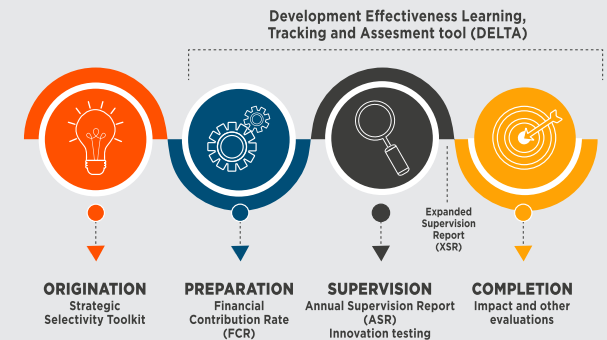 Development Effectiveness Learning,
Tracking and Assesment tool (DELTA)
Expanded
Supervision
Report
(XSR)
ORIGINATION
Strategic
Selectivity Toolkit
PREPARATION
Financial
Contribution Rate
(FCR)
SUPERVISION
Annual Supervision Report
(ASR)
Innovation testing
COMPLETION
Impact and other
evaluations